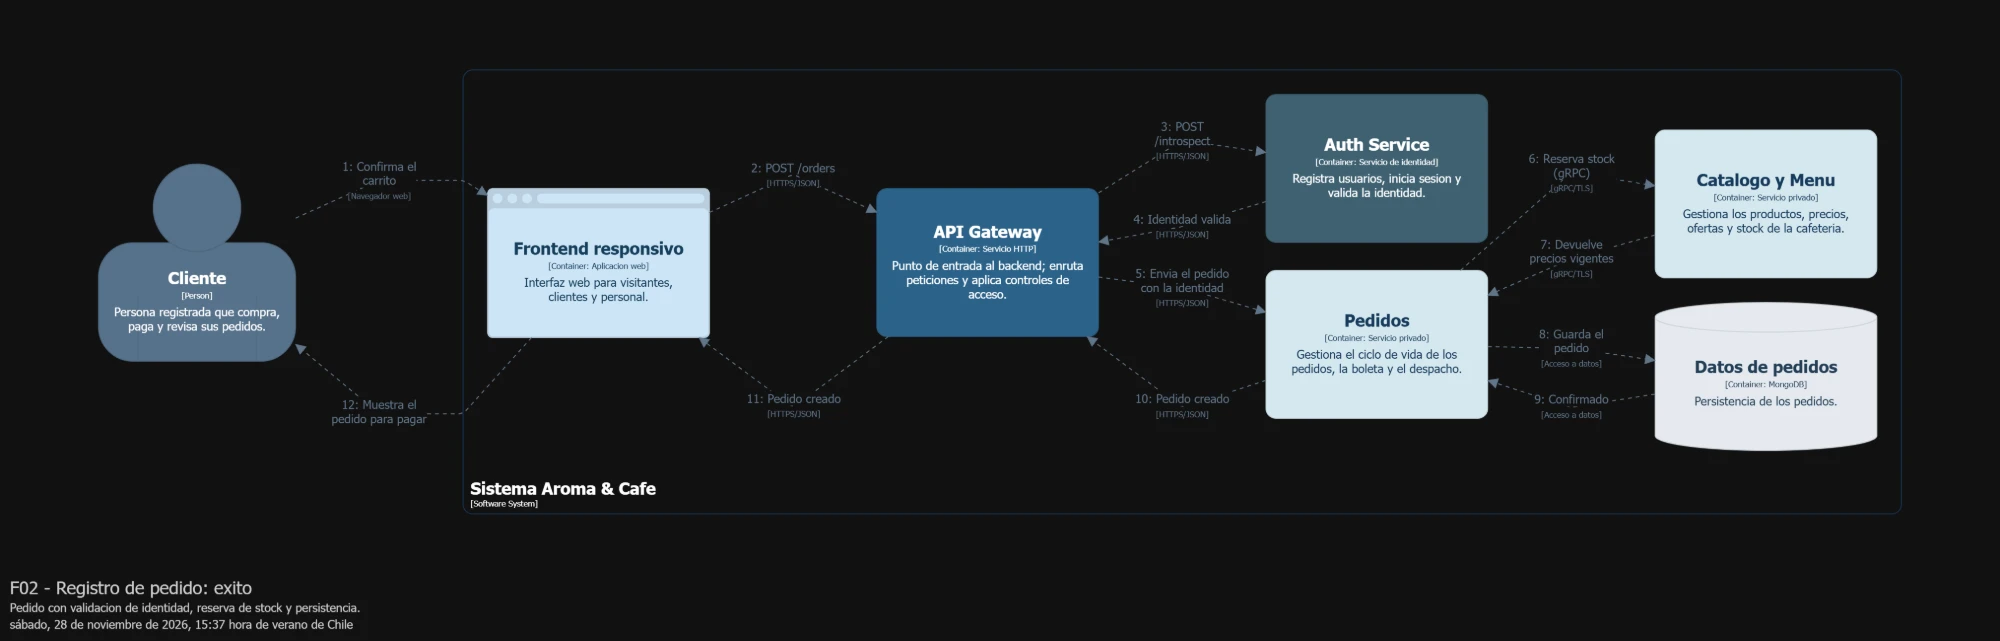 1: Confirma el
carrito
[Navegador web]
Cliente
[Person]
Persona registrada que compra,
paga y revisa sus pedidos.
12: Muestra el
pedido para pagar
Frontend responsivo
[Container: Aplicacion web]
Interfaz web para visitantes,
clientes y personal.
2: POST /orders
[HTTPS/JSON]
11: Pedido creado
[HTTPS/JSON]
API Gateway
[Container: Servicio HTTP]
Punto de entrada al backend; enruta
peticiones y aplica controles de
acceso.
3: POST
/introspect
[HTTPS/JSON]
4: Identidad valida
[HTTPS/JSON]
5: Envia el pedido
con la identidad
[HTTPS/JSON]
10: Pedido creado
[HTTPS/JSON]
Auth Service
[Container: Servicio de identidad]
Registra usuarios, inicia sesion y
valida la identidad.
Pedidos
[Container: Servicio privado]
Gestiona el ciclo de vida de los
pedidos, la boleta y el despacho.
6: Reserva stock
(gRPC)
[gRPC/TLS]
7: Devuelve
precios vigentes
[gRPC/TLS]
8: Guarda el
pedido
[Acceso a datos]
9: Confirmado
[Acceso a datos]
Catalogo y Menu
[Container: Servicio privado]
Gestiona los productos, precios,
ofertas y stock de la cafeteria.
Datos de pedidos
[Container: MongoDB]
Persistencia de los pedidos.
Sistema Aroma & Cafe
[Software System]
F02 - Registro de pedido: exito
Pedido con validacion de identidad, reserva de stock y persistencia.
sábado, 28 de noviembre de 2026, 15:37 hora de verano de Chile